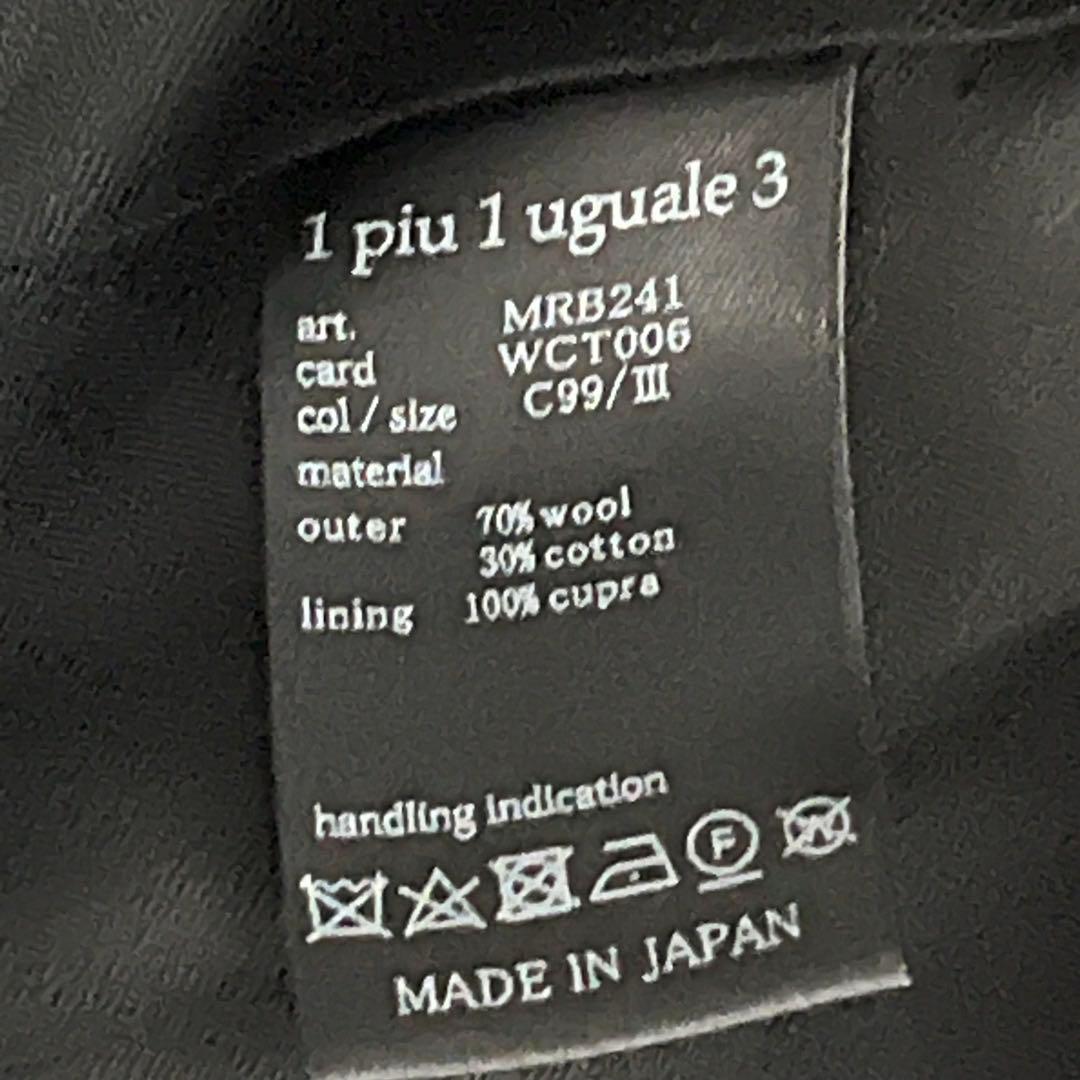 1 piu 1 uguale 3
art. MRB241
card WCT006
col / size C99/Ⅲ
material
outer 70% wool
30% cotton
lining 100% cupra
handling indication
F
W
MADE IN JAPAN